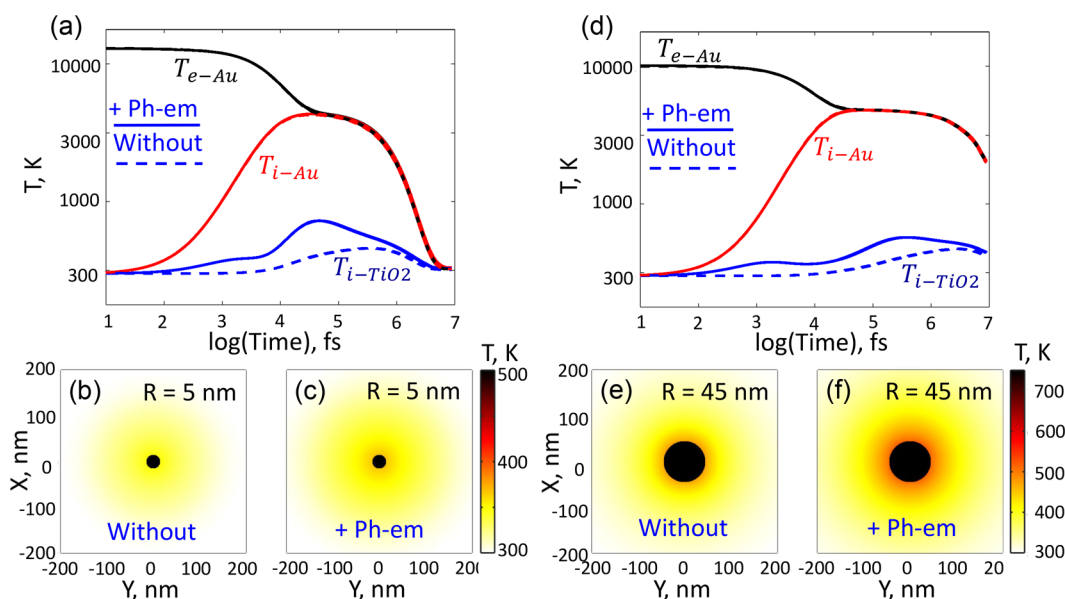 (a)
T, K
10000
3000
1000
300
T_{e-Au}
+ Ph-em
Without
T_{i-Au}
T_{i-TiO2}
1 2 3 4 5 6 7
log(Time), fs
(d)
T, K
10000
3000
1000
300
T_{e-Au}
+ Ph-em
Without
T_{i-Au}
T_{i-TiO2}
1 2 3 4 5 6 7
log(Time), fs
(b) R = 5 nm
X, nm
200
100
0
-100
-200
Without
-200 -100 0 100 200
Y, nm
(c) R = 5 nm
+ Ph-em
-200 -100 0 100 200
Y, nm
T, K
500
400
300
(e) R = 45 nm
X, nm
200
100
0
-100
-200
Without
-200 -100 0 100 200
Y, nm
(f) R = 45 nm
+ Ph-em
-200 -100 0 100 20
Y, nm
T, K
700
600
500
400
300